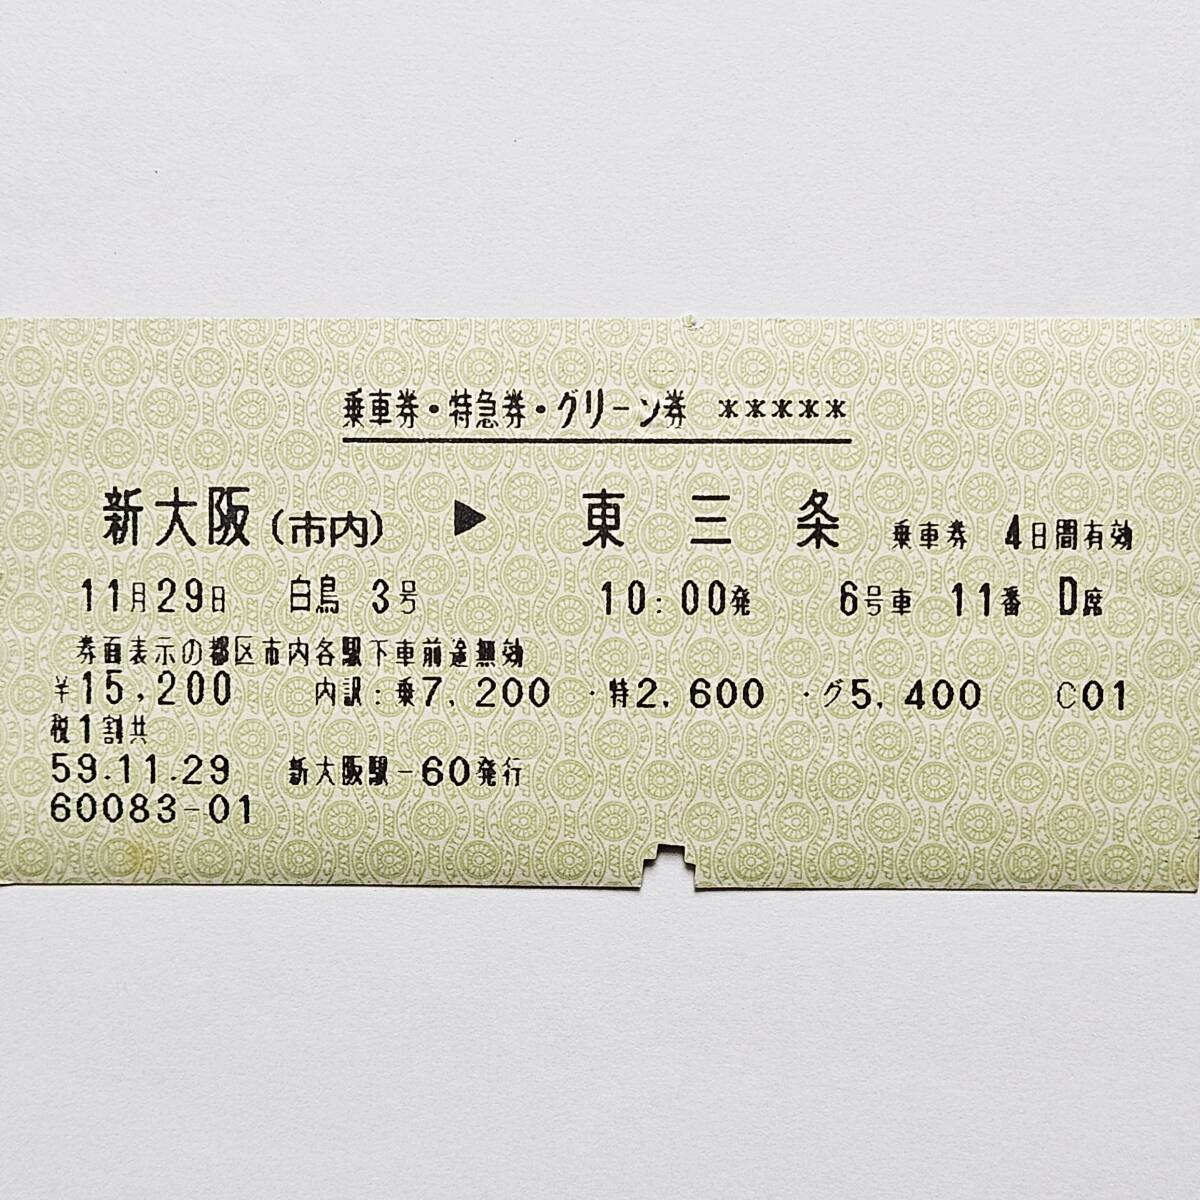 乗車券・特急券・グリーン券 *****
新大阪(市内) ▶ 東三条 乗車券 4日間有効
11月29日 白鳥 3号 10:00発 6号車 11番 D席
券面表示の都区市内各駅下車前途無効
¥15,200 内訳:乗7,200 ・特2,600 ・グ5,400 C01
税1割共
59.11.29 新大阪駅-60発行
60083-01